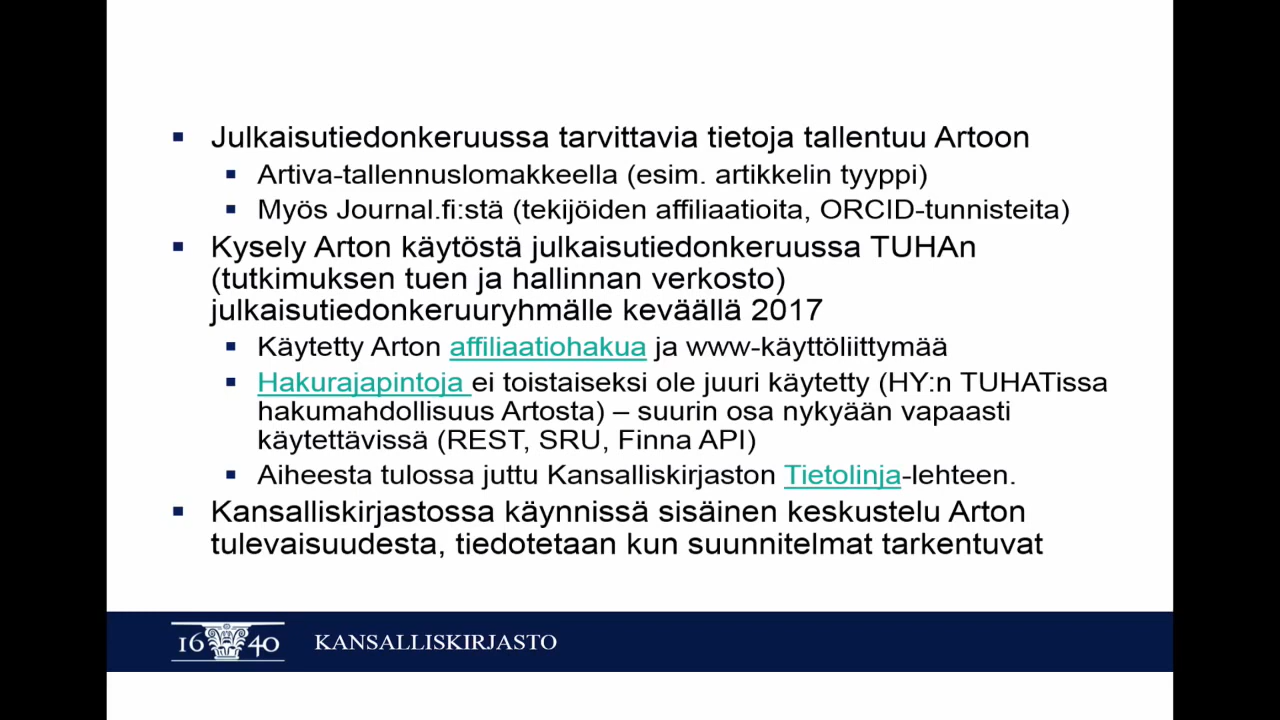 Julkaisutiedonkeruussa tarvittavia tietoja tallentuu Artoon
Artiva-tallennuslomakkeella (esim. artikkelin tyyppi)
Myös Journal.fi:stä (tekijöiden affiliaatioita, ORCID-tunnisteita)
Kysely Arton käytöstä julkaisutiedonkeruussa TUHAn
(tutkimuksen tuen ja hallinnan verkosto)
julkaisutiedonkeruuryhmälle keväällä 2017
Käytetty Arton affiliaatiohakua ja www-käyttöliittymää
Hakurajapintoja ei toistaiseksi ole juuri käytetty (HY:n TUHATissa
hakumahdollisuus Artosta) – suurin osa nykyään vapaasti
käytettävissä (REST, SRU, Finna API)
Aiheesta tulossa juttu Kansalliskirjaston Tietolinja-lehteen.
Kansalliskirjastossa käynnissä sisäinen keskustelu Arton
tulevaisuudesta, tiedotetaan kun suunnitelmat tarkentuvat
1640 KANSALLISKIRJASTO